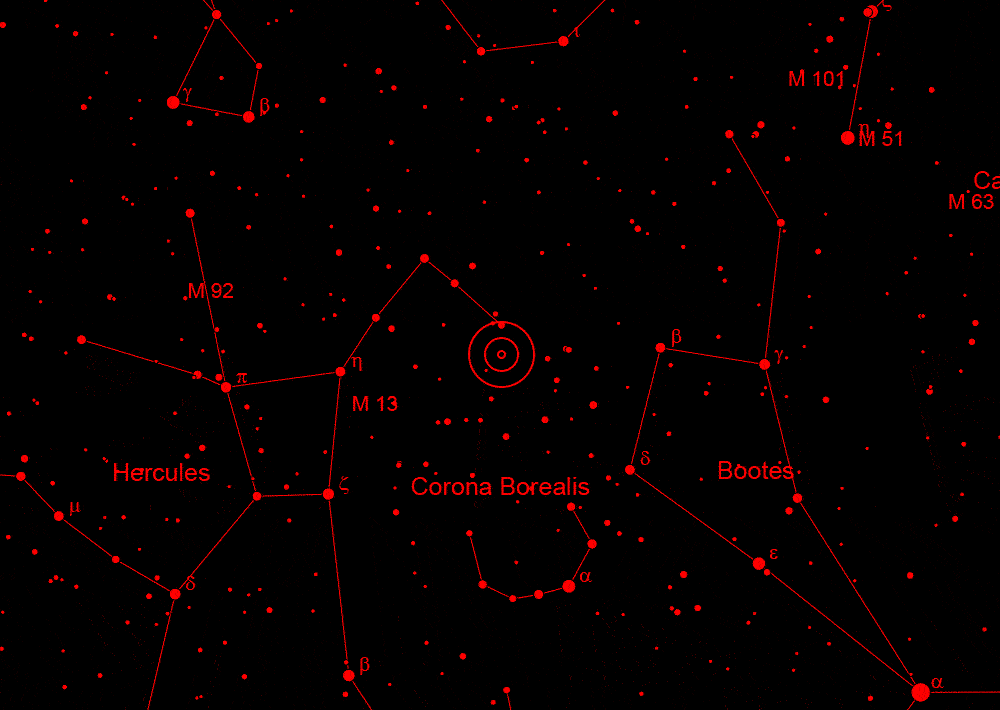 ζ
ι
M 101
γ
β
η
M 51
Ca
M 63
M 92
β
γ
η
π
M 13
δ
Hercules
Bootes
ζ
Corona Borealis
μ
ε
δ
α
β
α